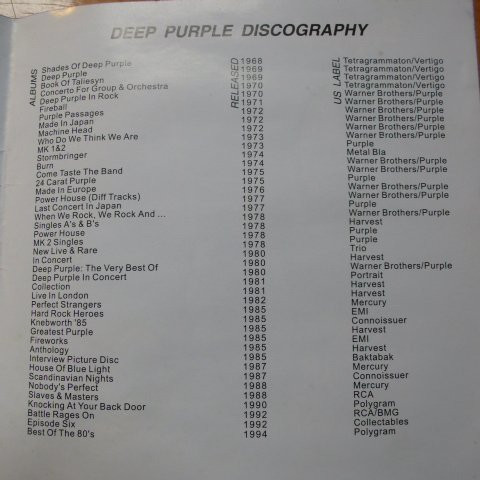 DEEP PURPLE DISCOGRAPHY
ALBUMS
Shades Of Deep Purple
Deep Purple
Book Of Taliesyn
Concerto For Group & Orchestra
Deep Purple In Rock
Fireball
Purple Passages
Made In Japan
Machine Head
Who Do We Think We Are
MK 1&2
Stormbringer
Burn
Come Taste The Band
24 Carat Purple
Made In Europe
Power House (Diff Tracks)
Last Concert In Japan
When We Rock, We Rock And ...
Singles A's & B's
Power House
MK 2 Singles
New Live & Rare
In Concert
Deep Purple: The Very Best Of
Deep Purple In Concert
Collection
Live In London
Perfect Strangers
Hard Rock Heroes
Knebworth '85
Greatest Purple
Fireworks
Anthology
Interview Picture Disc
House Of Blue Light
Scandinavian Nights
Nobody's Perfect
Slaves & Masters
Knocking At Your Back Door
Battle Rages On
Episode Six
Best Of The 80's
RELEASED
1968
1969
1969
1970
1970
1971
1972
1972
1972
1973
1973
1974
1974
1975
1975
1976
1977
1977
1978
1978
1978
1978
1980
1980
1980
1981
1981
1982
1985
1985
1985
1985
1985
1985
1987
1987
1988
1988
1990
1992
1992
1994
US LABEL
Tetragrammaton/Vertigo
Tetragrammaton/Vertigo
Tetragrammaton/Vertigo
Tetragrammaton/Vertigo
Warner Brothers/Purple
Warner Brothers/Purple
Warner Brothers/Purple
Warner Brothers/Purple
Warner Brothers/Purple
Purple
Metal Bla
Warner Brothers/Purple
Warner Brothers/Purple
Purple
Warner Brothers/Purple
Warner Brothers/Purple
Purple
Warner Brothers/Purple
Harvest
Purple
Purple
Trio
Harvest
Warner Brothers/Purple
Portrait
Harvest
Harvest
Mercury
EMI
Connoissuer
Harvest
EMI
Harvest
Baktabak
Mercury
Connoisser
Mercury
RCA
Polygram
RCA/BMG
Collectables
Polygram